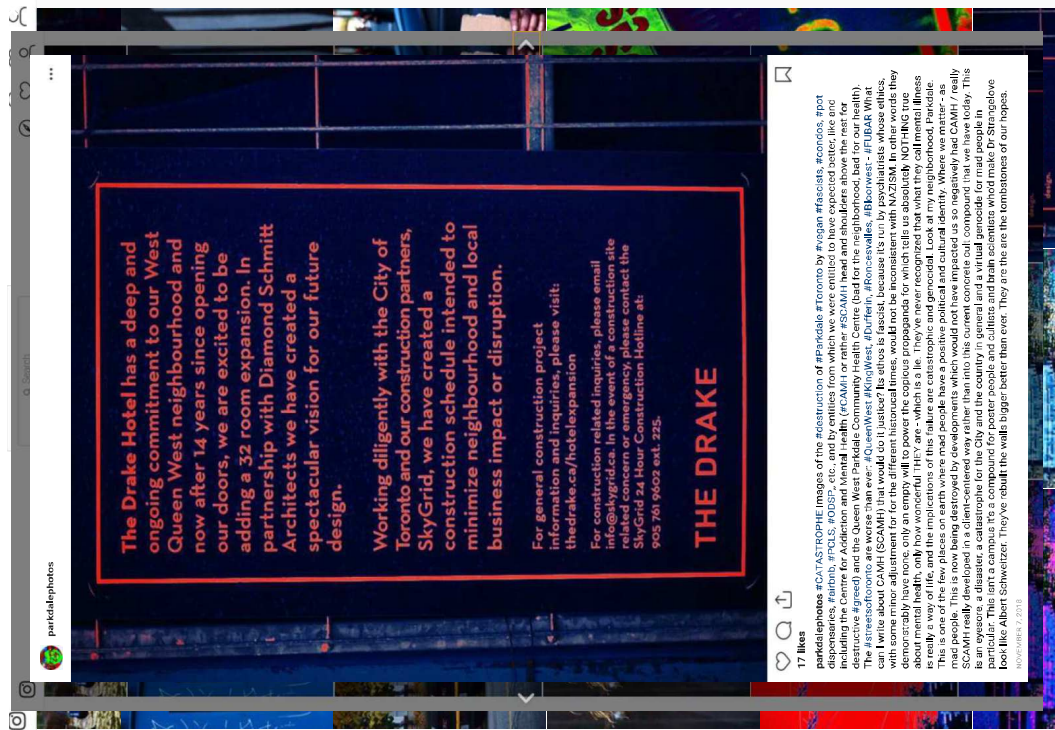 parkdalephotos
The Drake Hotel has a deep and
ongoing commitment to our West
Queen West neighbourhood and
now after 14 years since opening
our doors, we are excited to be
adding a 32 room expansion. In
partnership with Diamond Schmitt
Architects we have created a
spectacular vision for our future
design.
Working diligently with the City of
Toronto and our construction partners,
SkyGrid, we have created a
construction schedule intended to
minimize neighbourhood and local
business impact or disruption.
For general construction project
information and inquiries, please visit:
thedrake.ca/hotelexpansion
For construction related inquiries, please email
info@skygridca. In the event of a construction site
related concern or emergency, please contact the
SkyGrid 24 Hour Construction Hotline at:
905 761 9602 ext. 225.
THE DRAKE
17 likes
parkdalephotos #CATASTROPHE Images of the #destruction of #Parkdale #Toronto by #vegan #fascists, #condos, #pot
dispensaries, #airbnb, #PCLS, #ODSP,, etc., and by entities from which we were entitled to have expected better, like and
including the Centre for Addiction and Mental Health (#CAMH or rather #SCAMH head and shoulders above the rest for
destructive #greed) and the Queen West Parkdale Community Health Centre (bad for the neighborhood, bad for our health).
The #streetsoftoronto are worse than ever: #QueenWest #KingWest, #Dufferin, #Roncesvalles, #Bloorwest - #FUBAR What
can I write about CAMH (SCAMH) that would do it justice? Its ethos is fascist, because it's run by psychiatrists whose ethics,
with some minor adjustment for for the different historical times, would not be inconsistent with NAZISM. In other words they
demonstrably have none, only an empty will to power the copious propaganda for which tells us absolutely NOTHING true
about mental health, only how wonderful THEY are - which is a lie. They've never recognized that what they call mental illness
is really a way of life, and the implications of this failure are catastrophic and genocidal. Look at my neighborhood, Parkdale.
This is one of the few places on earth where mad people have a positive political and cultural identity. Where we matter - as
mad people. This is now being destroyed by developments which would not have impacted us so negatively had CAMH / really
SCAMH really developed in a client-centered way rather than into this current concrete cult compound that we have today. This
is an eyesore, a disaster, a catastrophe for the City and the country in general and a virtual genocide for mad people in
particular. This isn't a campus it's a compound for poster people and cultists and brain scientists who'd make Dr Strangelove
look like Albert Schweitzer. They've rebuilt the walls bigger better than ever. They are the are the tombstones of our hopes.
NOVEMBER 7, 2018
Search
design.